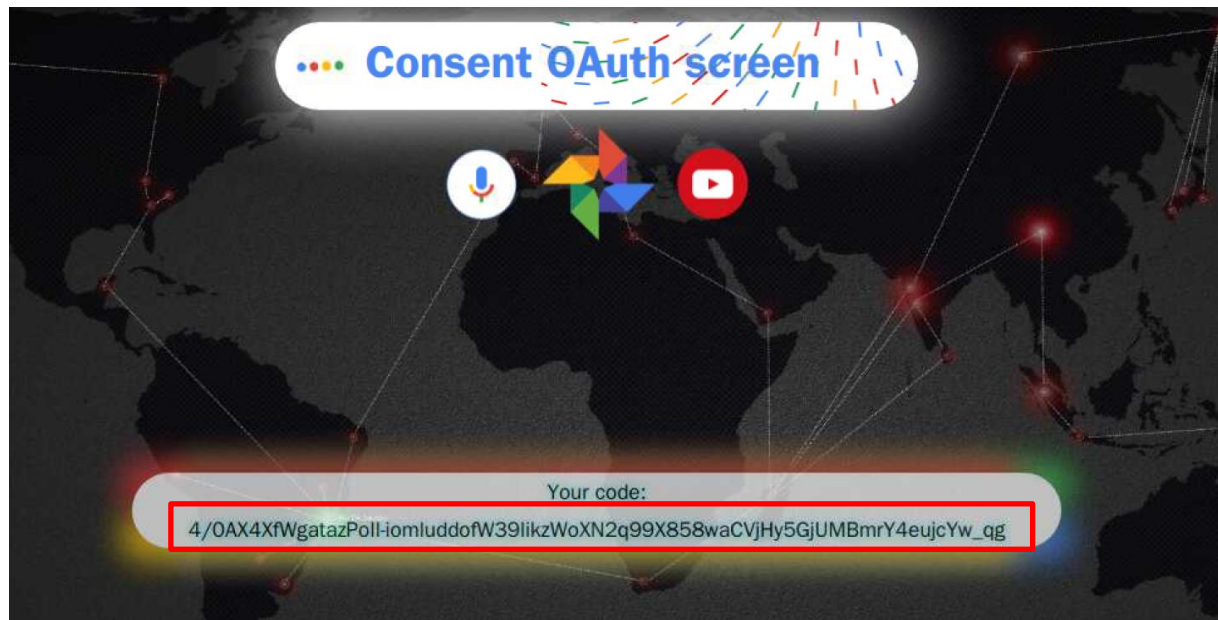 Consent OAuth screen
Your code:
4/0AX4XfWgatazPoll-iomluddofW39likzWoXN2q99X858waCVjHy5GjUMBmrY4eujcYw_qg